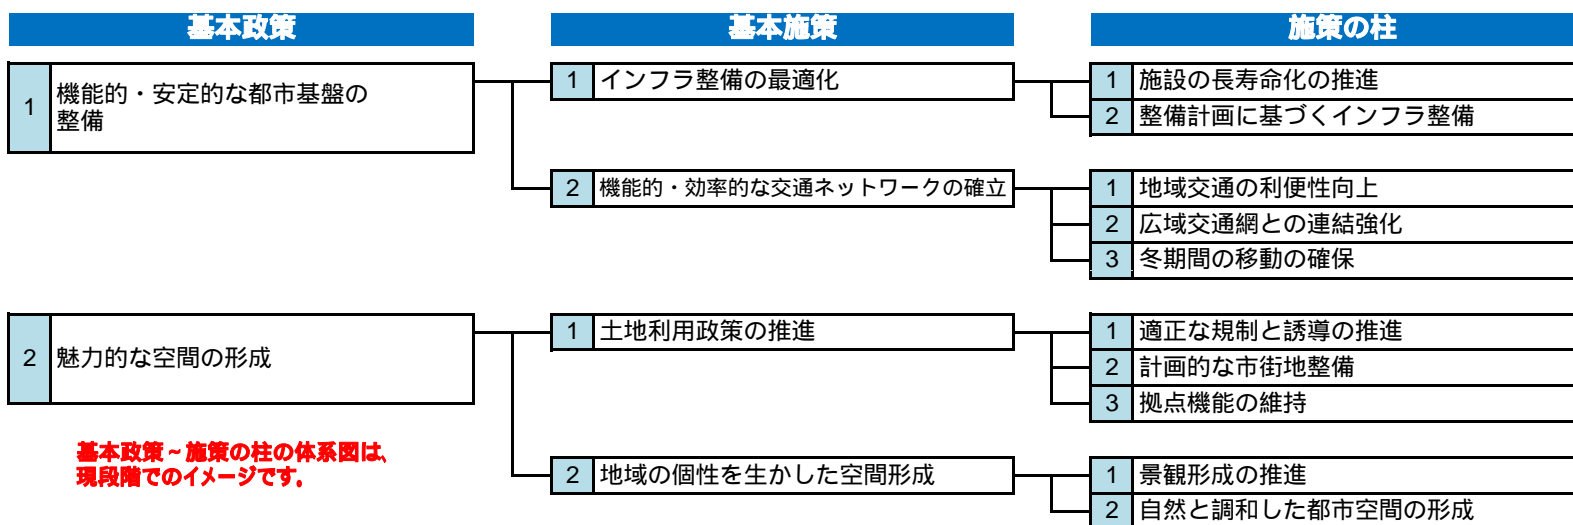 基本政策
基本施策
施策の柱
1 機能的・安定的な都市基盤の
整備
1 インフラ整備の最適化
1 施設の長寿命化の推進
2 整備計画に基づくインフラ整備
2 機能的・効率的な交通ネットワークの確立
1 地域交通の利便性向上
2 広域交通網との連結強化
3 冬期間の移動の確保
2 魅力的な空間の形成
1 土地利用政策の推進
1 適正な規制と誘導の推進
2 計画的な市街地整備
3 拠点機能の維持
2 地域の個性を生かした空間形成
1 景観形成の推進
2 自然と調和した都市空間の形成
基本政策~施策の柱の体系図は、
現段階でのイメージです。